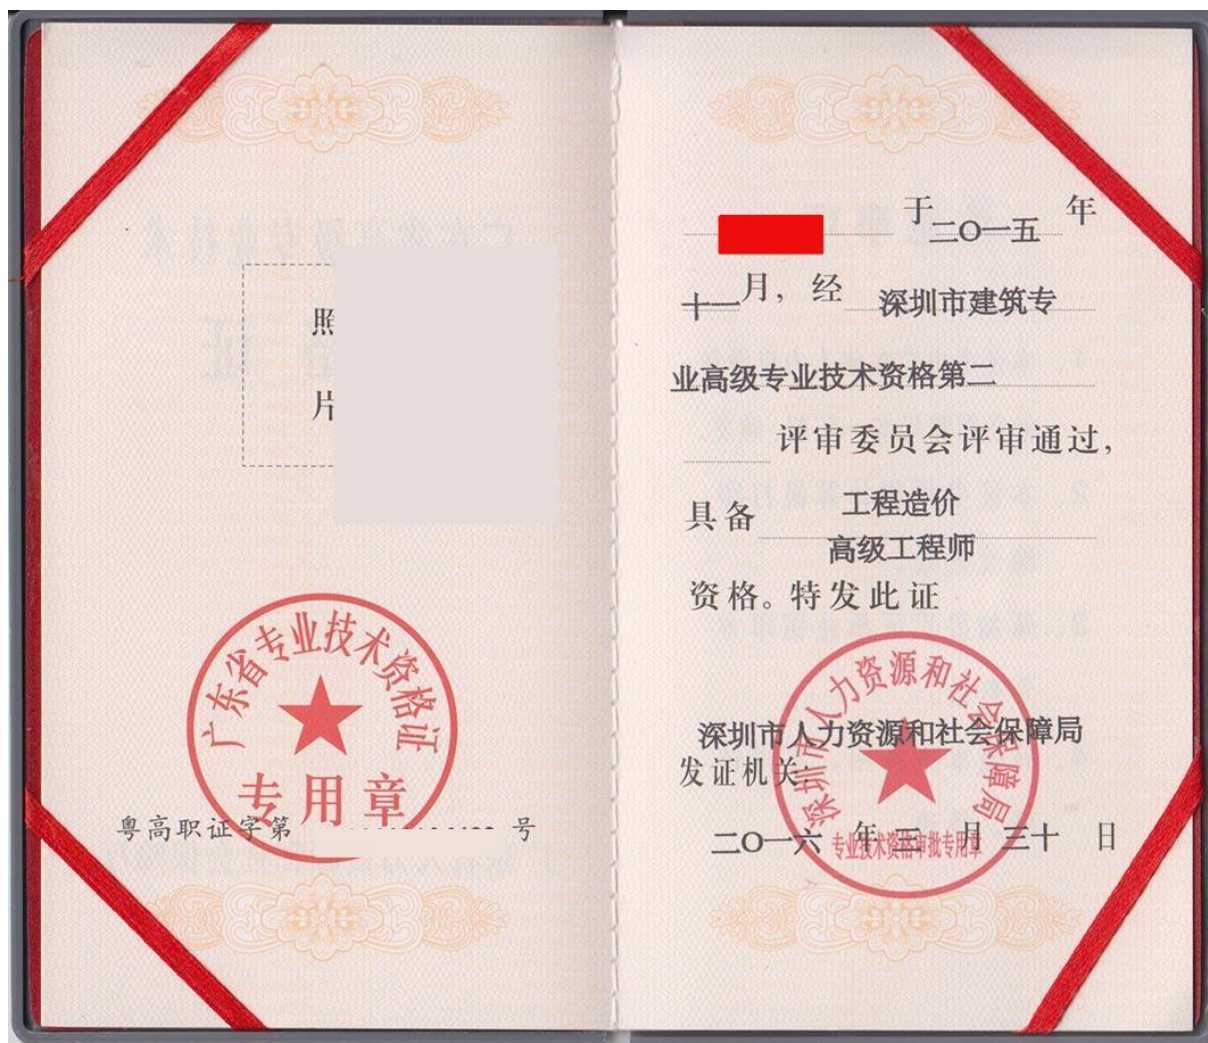 照
片
广东省专业技术资格证
专用章
粤高职证字第 号
于二〇一五年
十一月，经 深圳市建筑专
业高级专业技术资格第二
评审委员会评审通过，
具备 工程造价
高级工程师
资格。特发此证
深圳市人力资源和社会保障局
发证机关：
深圳市人力资源和社会保障局
专业技术资格审批专用章
二〇一六年三月三十日